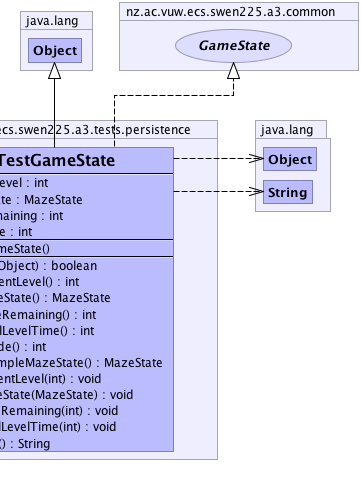 java.lang
Object
nz.ac.vuw.ecs.swen225.a3.common
GameState
ecs.swen225.a3.tests.persistence
TestGameState
evel : int
te : MazeState
maining : int
e : int
meState()
Object) : boolean
entLevel() : int
eState() : MazeState
eRemaining() : int
lLevelTime() : int
de() : int
mpleMazeState() : MazeState
entLevel(int) : void
eState(MazeState) : void
Remaining(int) : void
lLevelTime(int) : void
() : String
java.lang
Object
String